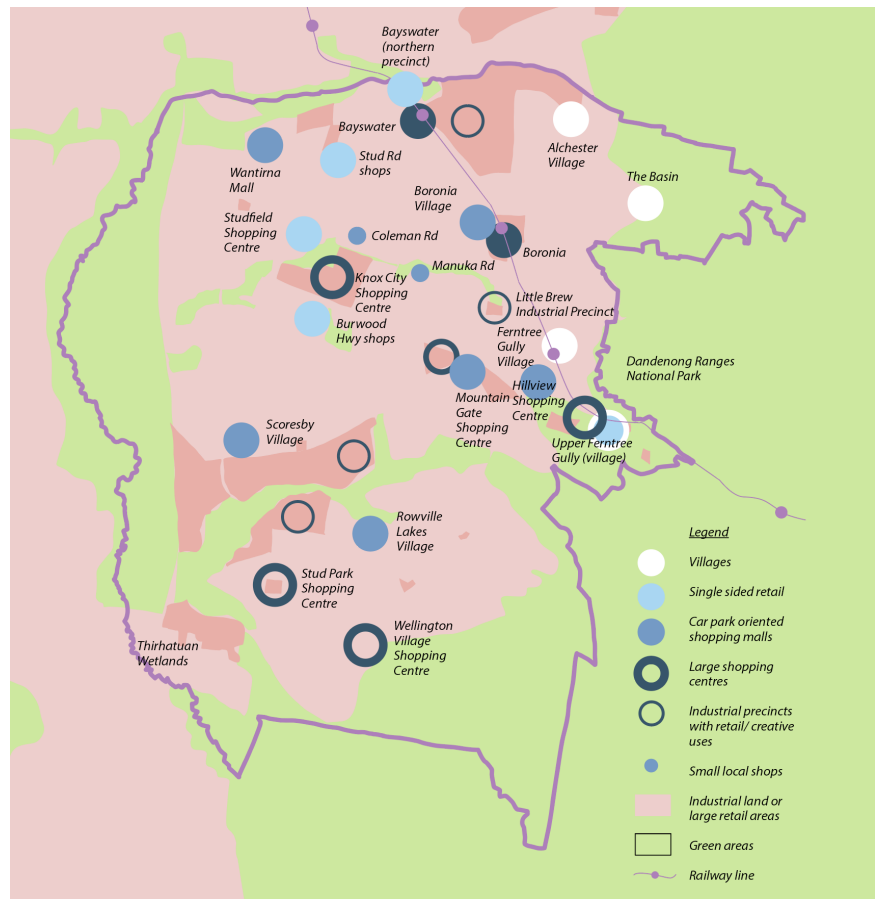 Bayswater
(northern
precinct)
Bayswater
Alchester
Village
Wantirna
Mall
Stud Rd
shops
The Basin
Boronia
Village
Studfield
Shopping
Centre
Coleman Rd
Boronia
Manuka Rd
Knox City
Shopping
Centre
Little Brew
Industrial Precinct
Burwood
Hwy shops
Ferntree
Gully
Village
Dandenong Ranges
National Park
Hillview
Shopping
Centre
Mountain
Gate
Shopping
Centre
Scoresby
Village
Upper Ferntree
Gully (village)
Rowville
Lakes
Village
Stud Park
Shopping
Centre
Wellington
Village
Shopping
Centre
Thirhatuan
Wetlands
Legend
Villages
Single sided retail
Car park oriented
shopping malls
Large shopping
centres
Industrial precincts
with retail/ creative
uses
Small local shops
Industrial land or
large retail areas
Green areas
Railway line